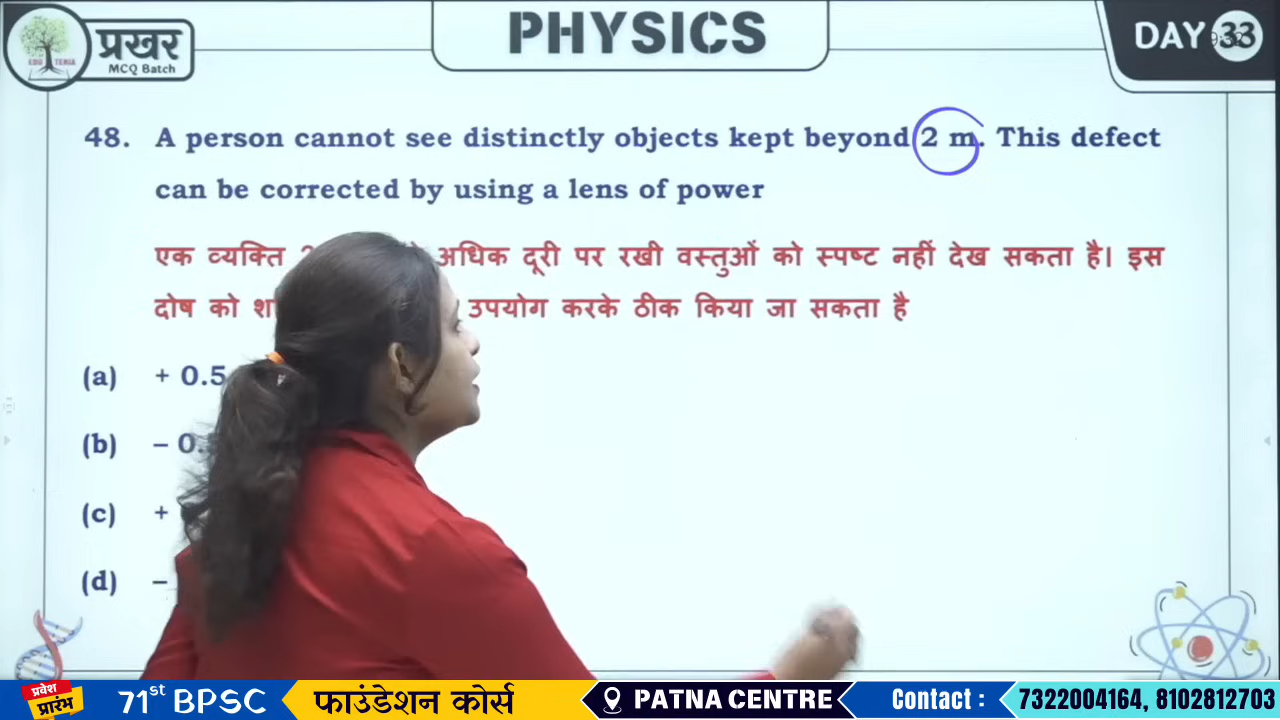 प्रखर
MCQ Batch
EDU TERIA
PHYSICS
DAY 33
48. A person cannot see distinctly objects kept beyond 2 m. This defect
can be corrected by using a lens of power
एक व्यक्ति अधिक दूरी पर रखी वस्तुओं को स्पष्ट नहीं देख सकता है। इस
दोष को उपयोग करके ठीक किया जा सकता है
(a) + 0.5
(b) – 0.
(c) +
(d) –
प्रवेश प्रारंभ
71st BPSC
फाउंडेशन कोर्स
PATNA CENTRE
Contact :
7322004164, 8102812703